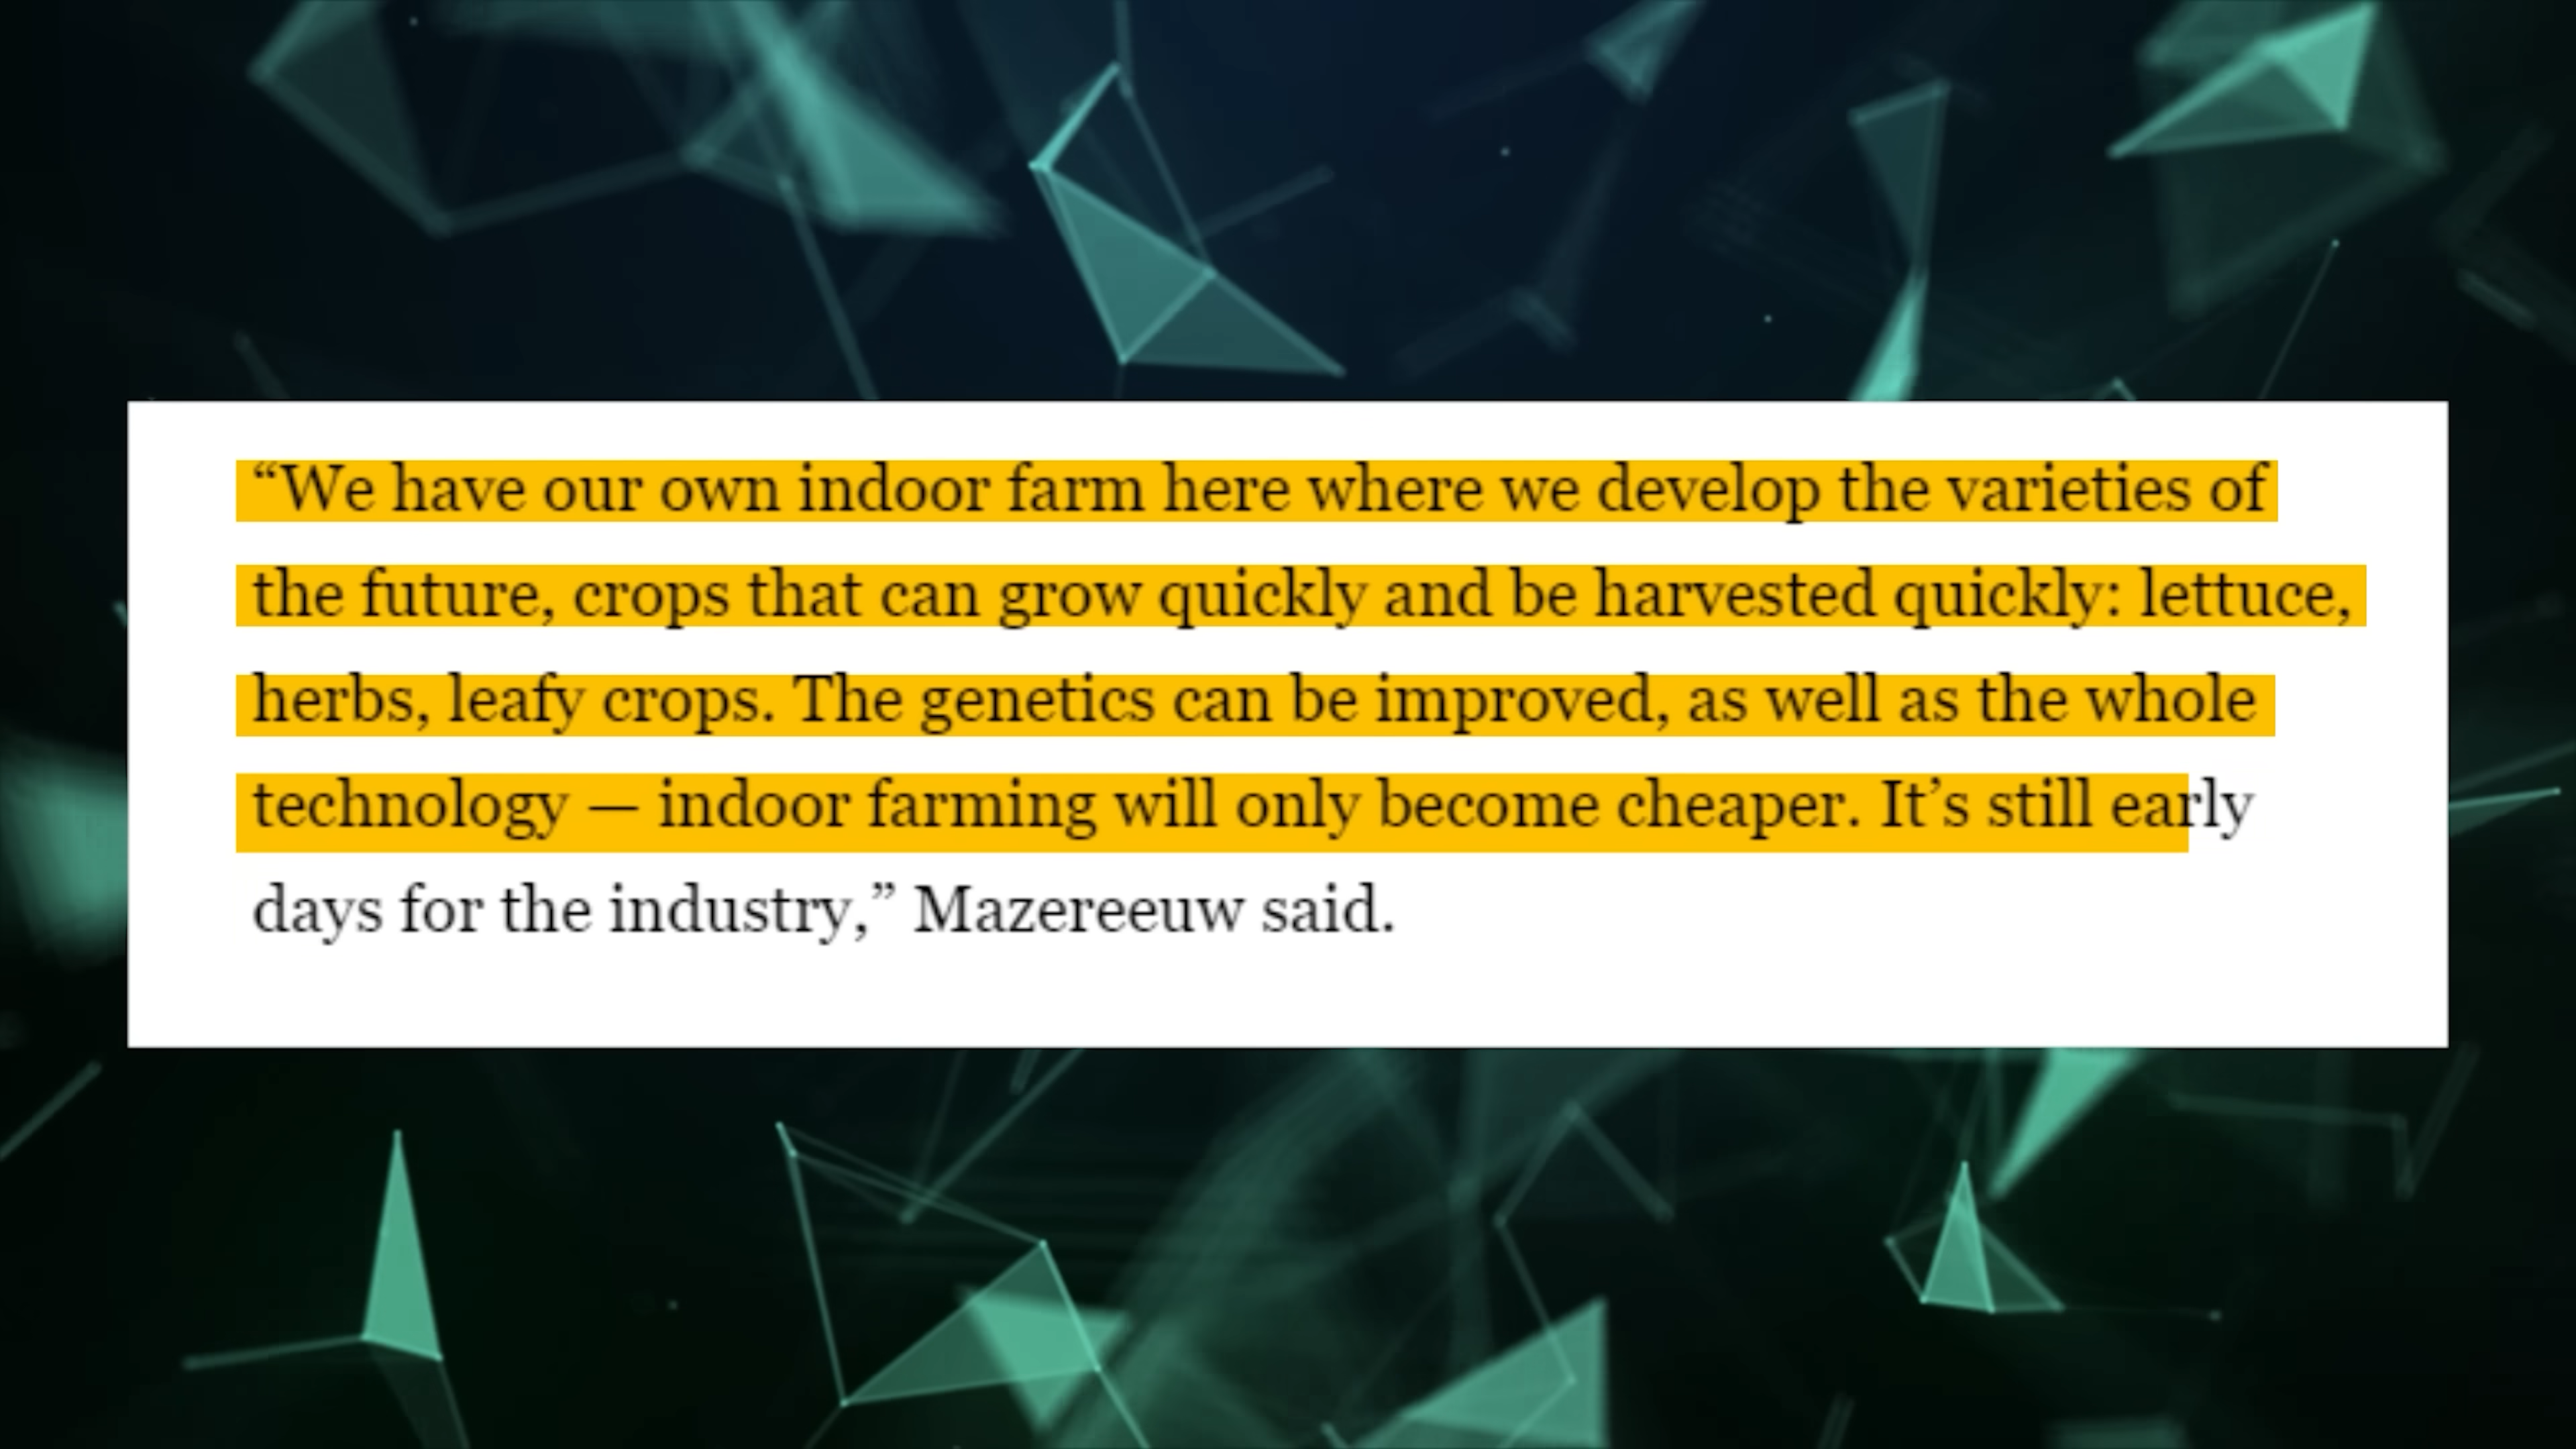 “We have our own indoor farm here where we develop the varieties of
the future, crops that can grow quickly and be harvested quickly: lettuce,
herbs, leafy crops. The genetics can be improved, as well as the whole
technology — indoor farming will only become cheaper. It’s still early
days for the industry,” Mazereeuw said.